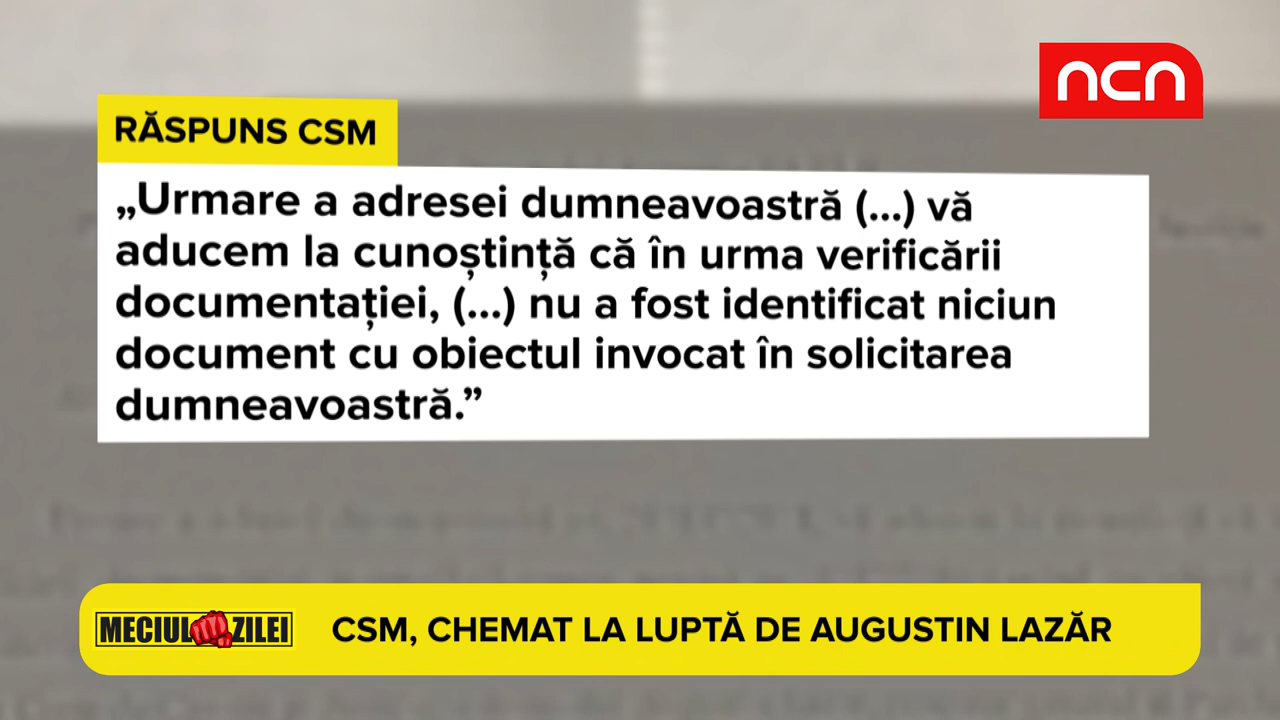 ncn
RĂSPUNS CSM
„Urmare a adresei dumneavoastră (...) vă
aducem la cunoștință că în urma verificării
documentației, (...) nu a fost identificat niciun
document cu obiectul invocat în solicitarea
dumneavoastră.”
MECIUL ZILEI
CSM, CHEMAT LA LUPTĂ DE AUGUSTIN LAZĂR